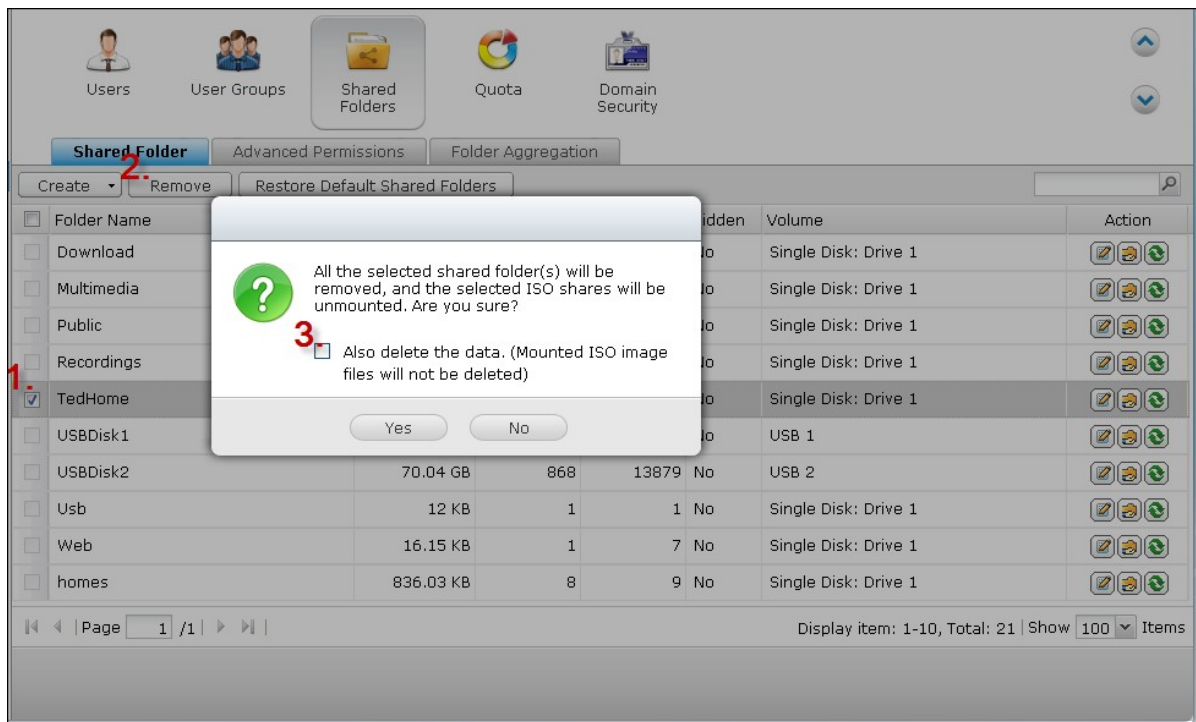 Users User Groups Shared Folders Quota Domain Security
Shared Folder Advanced Permissions Folder Aggregation
2.
Create Remove Restore Default Shared Folders
Folder Name idden Volume Action
Download lo Single Disk: Drive 1
Multimedia lo Single Disk: Drive 1
Public lo Single Disk: Drive 1
Recordings lo Single Disk: Drive 1
1.
TedHome lo Single Disk: Drive 1
USBDisk1 lo USB 1
All the selected shared folder(s) will be
removed, and the selected ISO shares will be
unmounted. Are you sure?
3.
Also delete the data. (Mounted ISO image
files will not be deleted)
Yes No
USBDisk2 70.04 GB 868 13879 No USB 2
Usb 12 KB 1 1 No Single Disk: Drive 1
Web 16.15 KB 1 7 No Single Disk: Drive 1
homes 836.03 KB 8 9 No Single Disk: Drive 1
Page 1 /1 Display item: 1-10, Total: 21 Show 100 Items